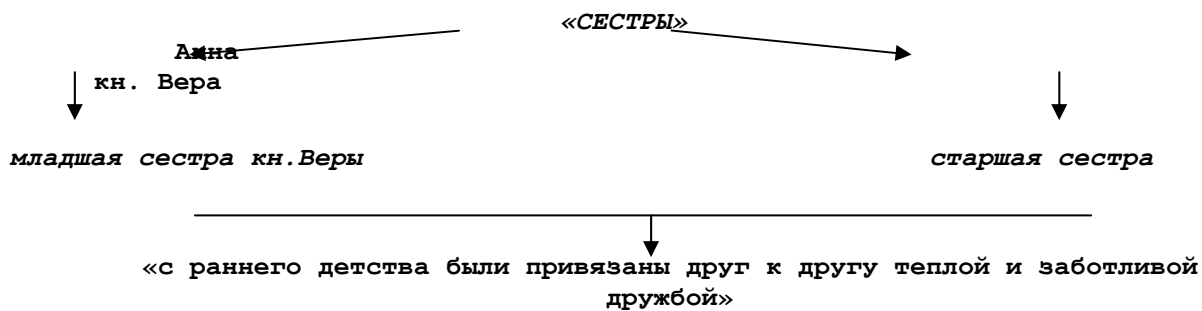 «СЕСТРЫ»
Анна
кн. Вера
младшая сестра кн.Веры
старшая сестра
«с раннего детства были привязаны друг к другу теплой и заботливой
дружбой»